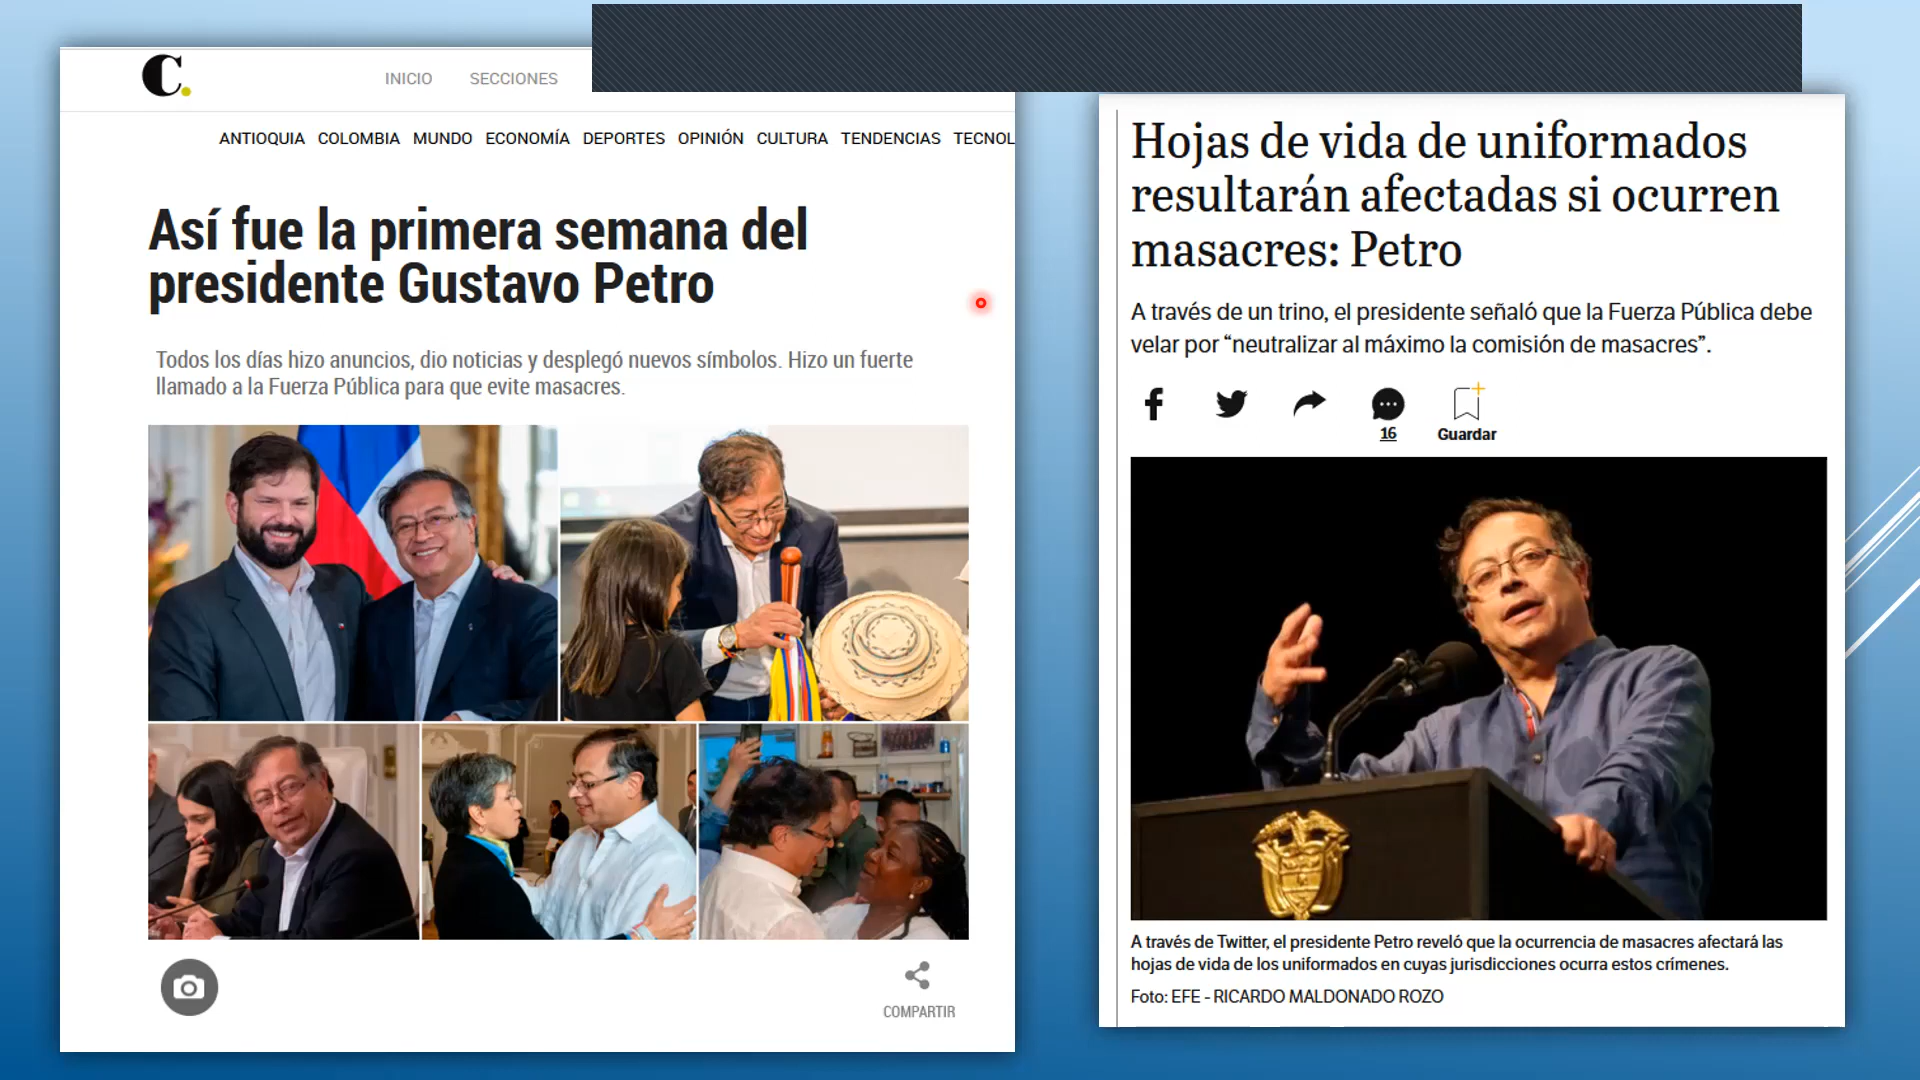 C.
INICIO SECCIONES
ANTIOQUIA COLOMBIA MUNDO ECONOMÍA DEPORTES OPINIÓN CULTURA TENDENCIAS TECNOL
Así fue la primera semana del
presidente Gustavo Petro
Todos los días hizo anuncios, dio noticias y desplegó nuevos símbolos. Hizo un fuerte
llamado a la Fuerza Pública para que evite masacres.
COMPARTIR
Hojas de vida de uniformados
resultarán afectadas si ocurren
masacres: Petro
A través de un trino, el presidente señaló que la Fuerza Pública debe
velar por “neutralizar al máximo la comisión de masacres”.
16
Guardar
A través de Twitter, el presidente Petro reveló que la ocurrencia de masacres afectará las
hojas de vida de los uniformados en cuyas jurisdicciones ocurra estos crímenes.
Foto: EFE - RICARDO MALDONADO ROZO